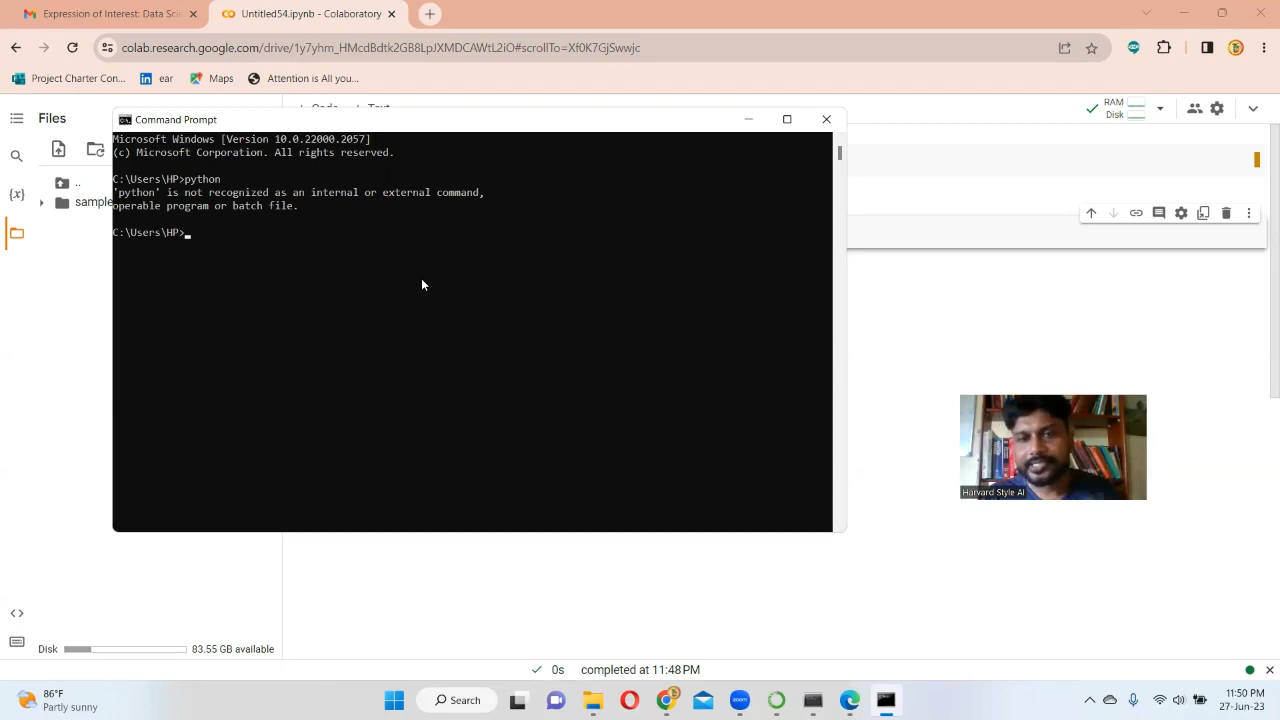 Expression of Interest: Data Sci
Untitled54.ipynb - Colaboratory
colab.research.google.com/drive/1y7yhm_HMcdBdtk2GB8LpJXMDCAWtL2iO#scrollTo=Xf0K7GjSwwjc
Project Charter Con...
ear
Maps
Attention is All you...
Files
RAM
Disk
Command Prompt
Microsoft Windows [Version 10.0.22000.2057]
(c) Microsoft Corporation. All rights reserved.
C:\Users\HP>python
'python' is not recognized as an internal or external command,
operable program or batch file.
C:\Users\HP>
..
sample
{x}
Harvard Style AI
Disk
83.55 GB available
0s completed at 11:48 PM
86°F
Partly sunny
Search
zoom
11:50 PM
27-Jun-23